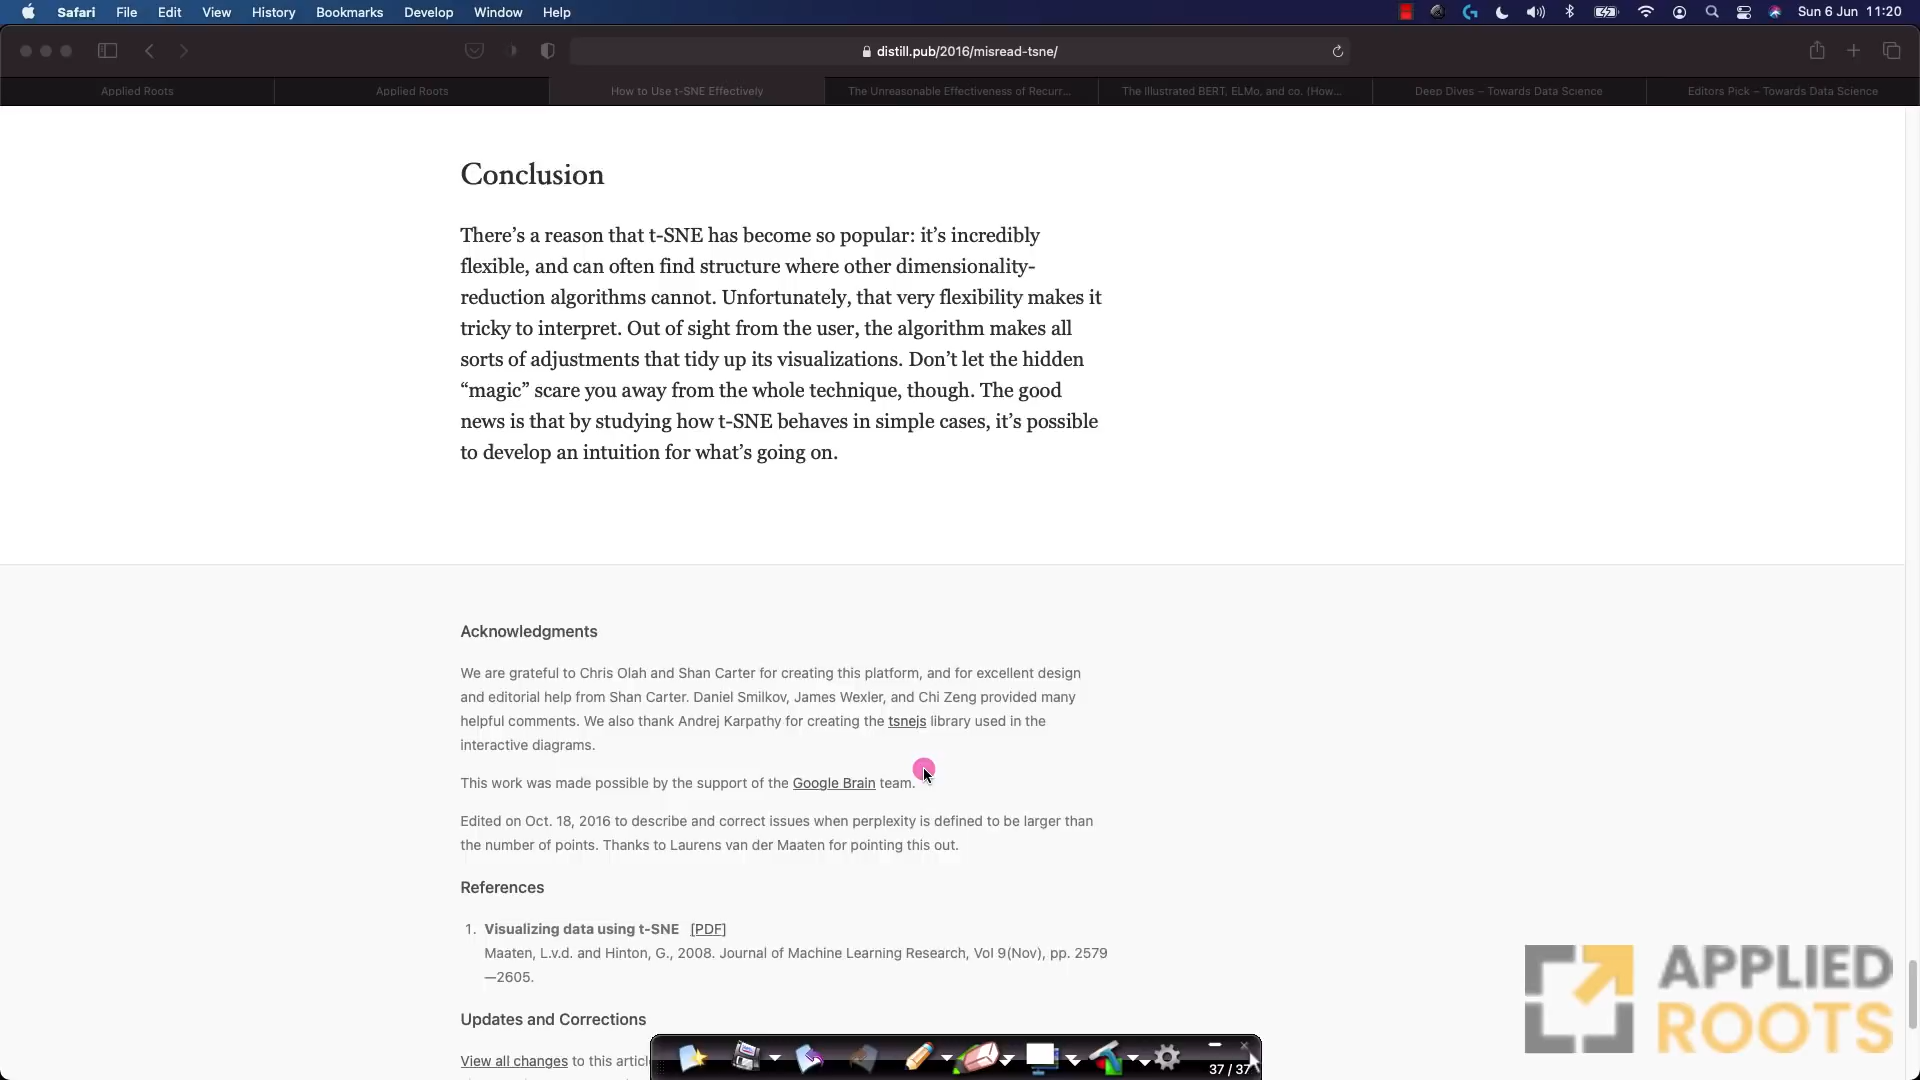 Safari File Edit View History Bookmarks Develop Window Help Sun 6 Jun 11:20
distill.pub/2016/misread-tsne/
Applied Roots Applied Roots How to Use t-SNE Effectively The Unreasonable Effectiveness of Recurr... The Illustrated BERT, ELMo, and co. (How... Deep Dives – Towards Data Science Editors Pick – Towards Data Science
Conclusion
There’s a reason that t-SNE has become so popular: it’s incredibly
flexible, and can often find structure where other dimensionality-
reduction algorithms cannot. Unfortunately, that very flexibility makes it
tricky to interpret. Out of sight from the user, the algorithm makes all
sorts of adjustments that tidy up its visualizations. Don’t let the hidden
“magic” scare you away from the whole technique, though. The good
news is that by studying how t-SNE behaves in simple cases, it’s possible
to develop an intuition for what’s going on.
Acknowledgments
We are grateful to Chris Olah and Shan Carter for creating this platform, and for excellent design
and editorial help from Shan Carter. Daniel Smilkov, James Wexler, and Chi Zeng provided many
helpful comments. We also thank Andrej Karpathy for creating the tsnejs library used in the
interactive diagrams.
This work was made possible by the support of the Google Brain team.
Edited on Oct. 18, 2016 to describe and correct issues when perplexity is defined to be larger than
the number of points. Thanks to Laurens van der Maaten for pointing this out.
References
1. Visualizing data using t-SNE [PDF]
Maaten, L.v.d. and Hinton, G., 2008. Journal of Machine Learning Research, Vol 9(Nov), pp. 2579
—2605.
Updates and Corrections
View all changes to this articl
37 / 37
APPLIED
ROOTS